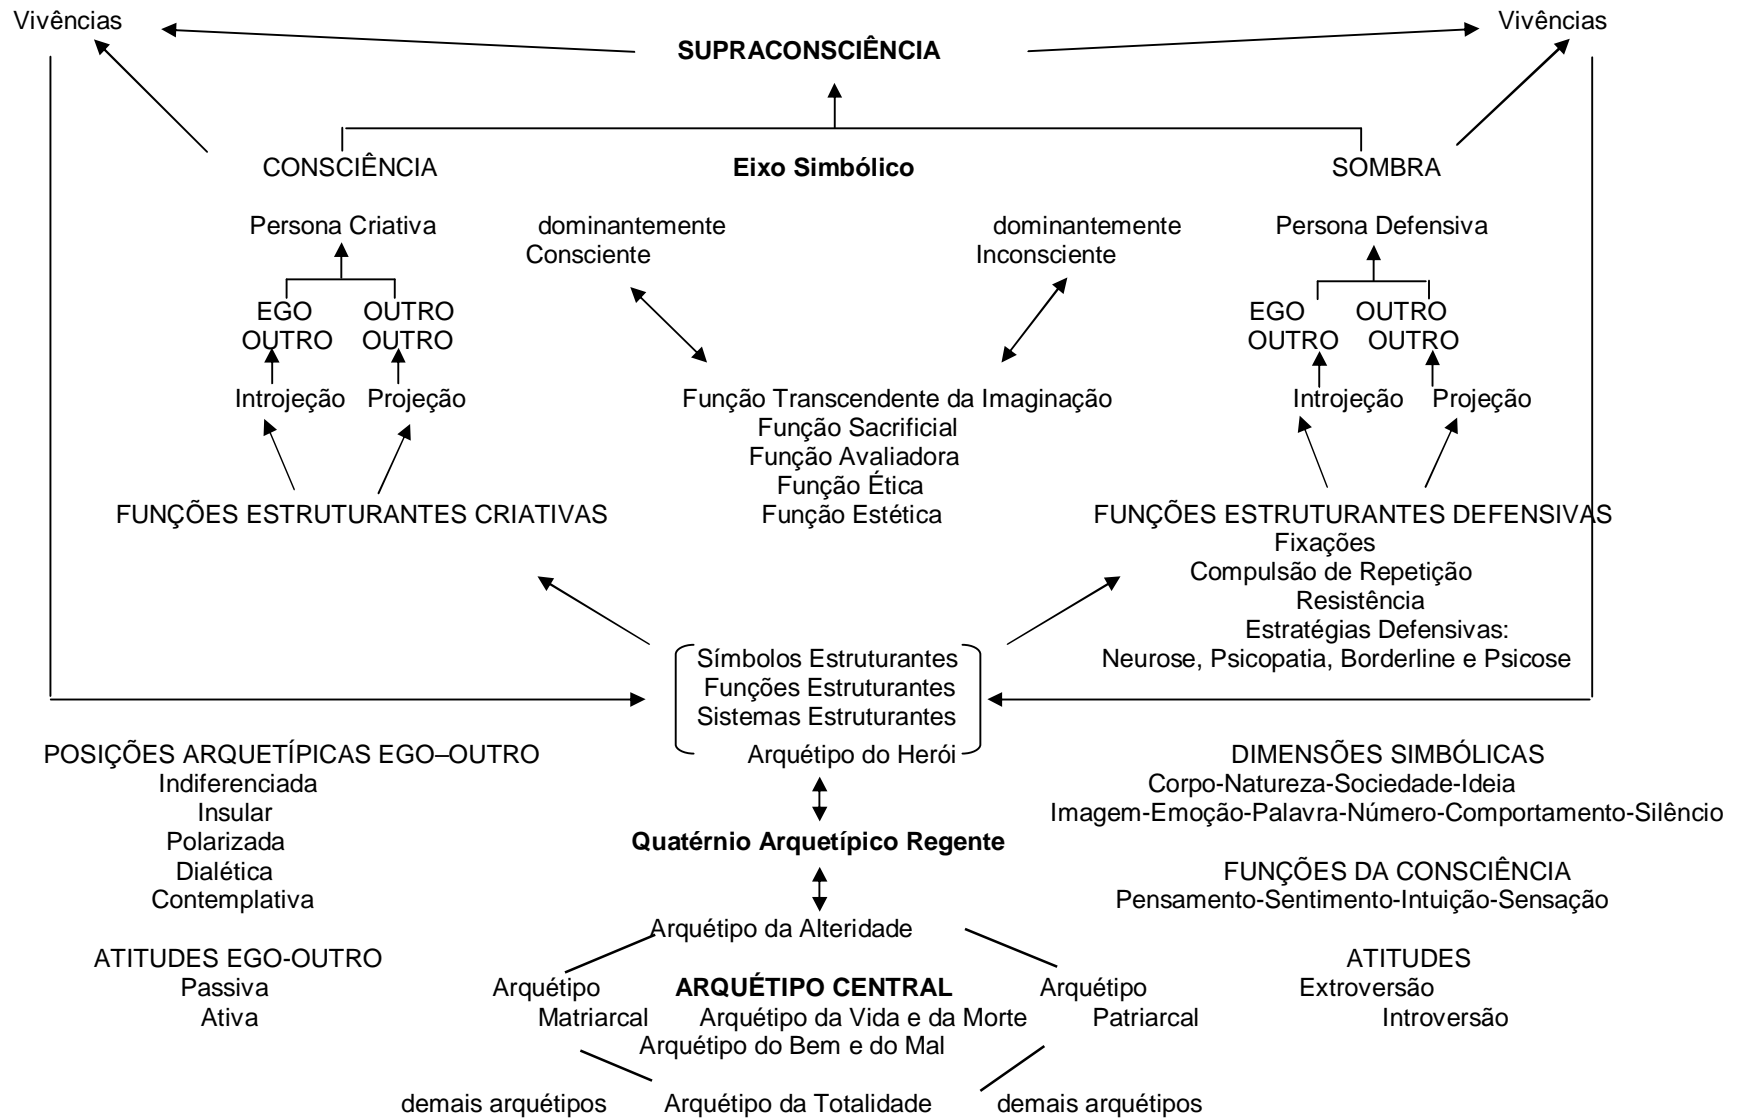 Vivências Vivências
SUPRACONSCIÊNCIA
CONSCIÊNCIA Eixo Simbólico SOMBRA
Persona Criativa dominantemente dominantemente Persona Defensiva
Consciente Inconsciente
EGO OUTRO EGO OUTRO
OUTRO OUTRO OUTRO OUTRO
Introjeção Projeção Função Transcendente da Imaginação Introjeção Projeção
Função Sacrificial
Função Avaliadora
Função Ética
FUNÇÕES ESTRUTURANTES CRIATIVAS Função Estética FUNÇÕES ESTRUTURANTES DEFENSIVAS
Fixações
Compulsão de Repetição
Resistência
Estratégias Defensivas:
Símbolos Estruturantes Neurose, Psicopatia, Borderline e Psicose
Funções Estruturantes
Sistemas Estruturantes
POSIÇÕES ARQUETÍPICAS EGO–OUTRO Arquétipo do Herói DIMENSÕES SIMBÓLICAS
Indiferenciada Corpo-Natureza-Sociedade-Ideia
Insular Imagem-Emoção-Palavra-Número-Comportamento-Silêncio
Polarizada Quatérnio Arquetípico Regente
Dialética FUNÇÕES DA CONSCIÊNCIA
Contemplativa Pensamento-Sentimento-Intuição-Sensação
Arquétipo da Alteridade
ATITUDES EGO-OUTRO ATITUDES
Passiva Arquétipo ARQUÉTIPO CENTRAL Arquétipo Extroversão
Ativa Matriarcal Arquétipo da Vida e da Morte Patriarcal Introversão
Arquétipo do Bem e do Mal
demais arquétipos Arquétipo da Totalidade demais arquétipos